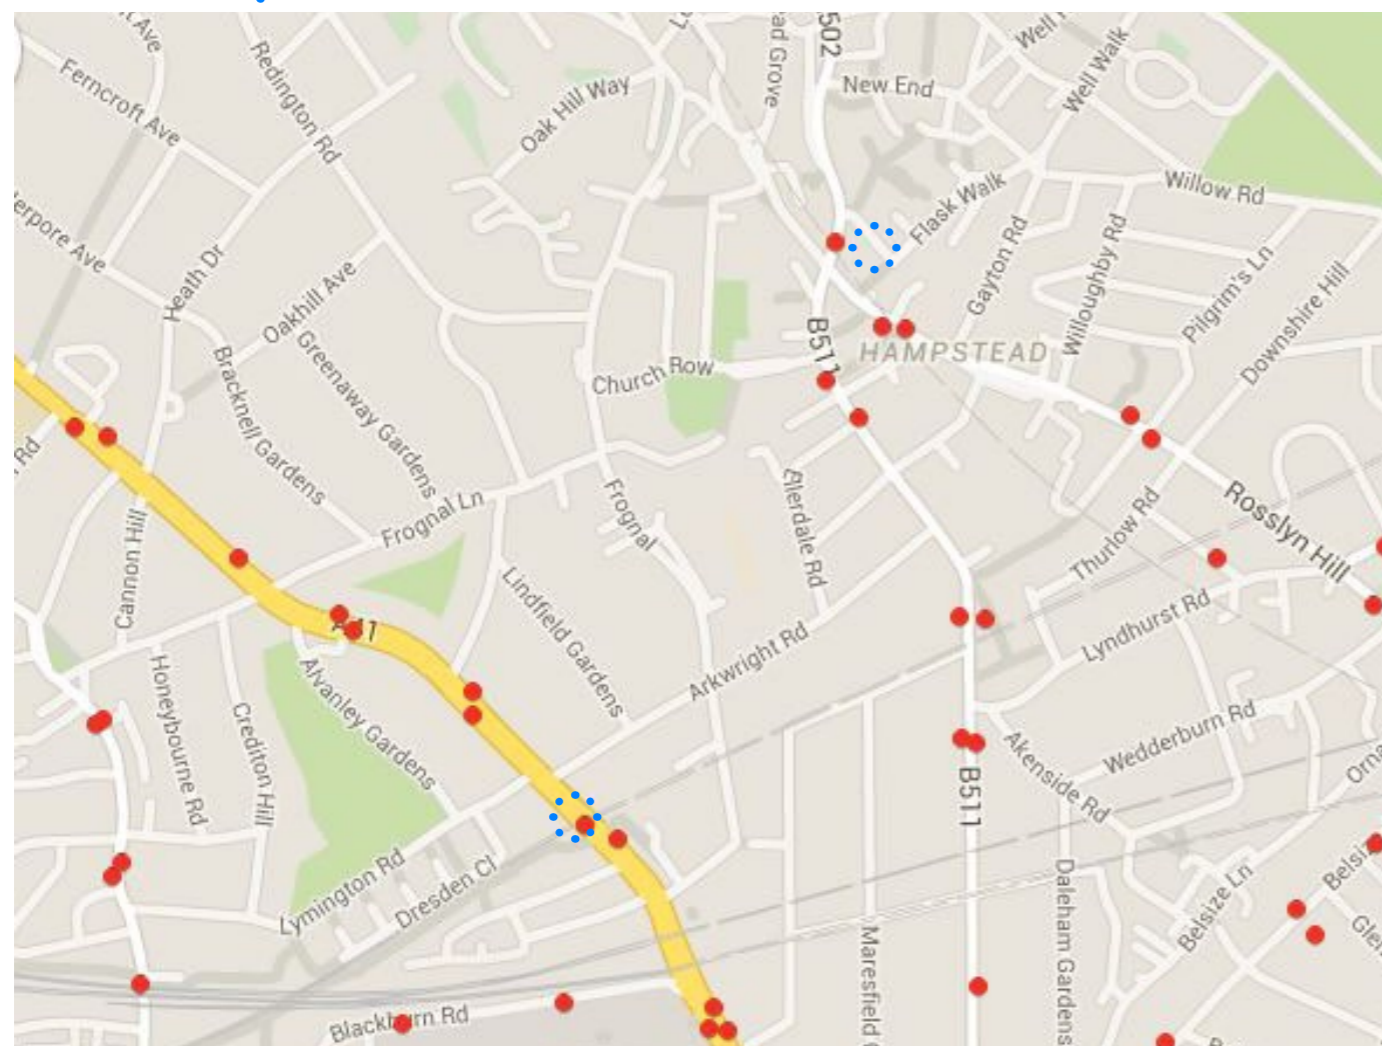 502
Well Walk
New End
Redington Rd
Ferncroft Ave
Oak Hill Way
Willow Rd
Flask Walk
Gayton Rd
Willoughby Rd
Pilgrim's Ln
Downshire Hill
Heath Dr
Oakhill Ave
Greenaway Gardens
Bracknell Gardens
B511
HAMPSTEAD
Church Row
Frognal Ln
Frognal
Ellerdale Rd
Rd
Cannon Hill
Rosslyn Hill
Thurlow Rd
Lyndhurst Rd
Lindfield Gardens
Arkwright Rd
Alvanley Gardens
Honeybourne Rd
Crediton Hill
Wedderburn Rd
Akenside Rd
B511
Lymington Rd
Dresden Cl
Daleham Gardens
Belsize Ln
Blackburn Rd